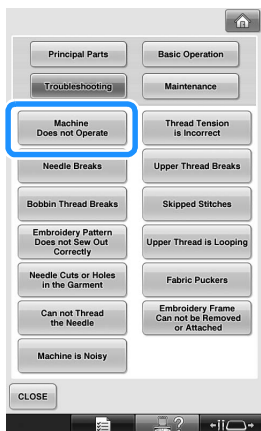 Principal Parts
Basic Operation
Troubleshooting
Maintenance
Machine
Does not Operate
Thread Tension
is Incorrect
Needle Breaks
Upper Thread Breaks
Bobbin Thread Breaks
Skipped Stitches
Embroidery Pattern
Does not Sew Out
Correctly
Upper Thread is Looping
Needle Cuts or Holes
in the Garment
Fabric Puckers
Can not Thread
the Needle
Embroidery Frame
Can not be Removed
or Attached
Machine is Noisy
CLOSE
?